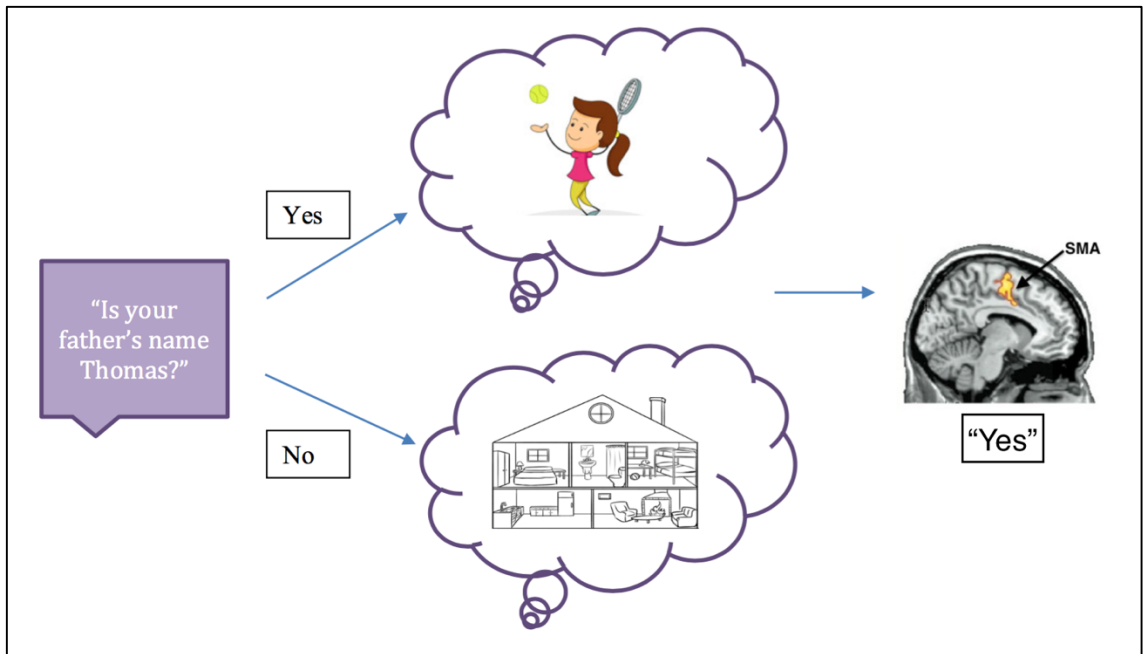 Yes
“Is your
father’s name
Thomas?”
No
SMA
“Yes”